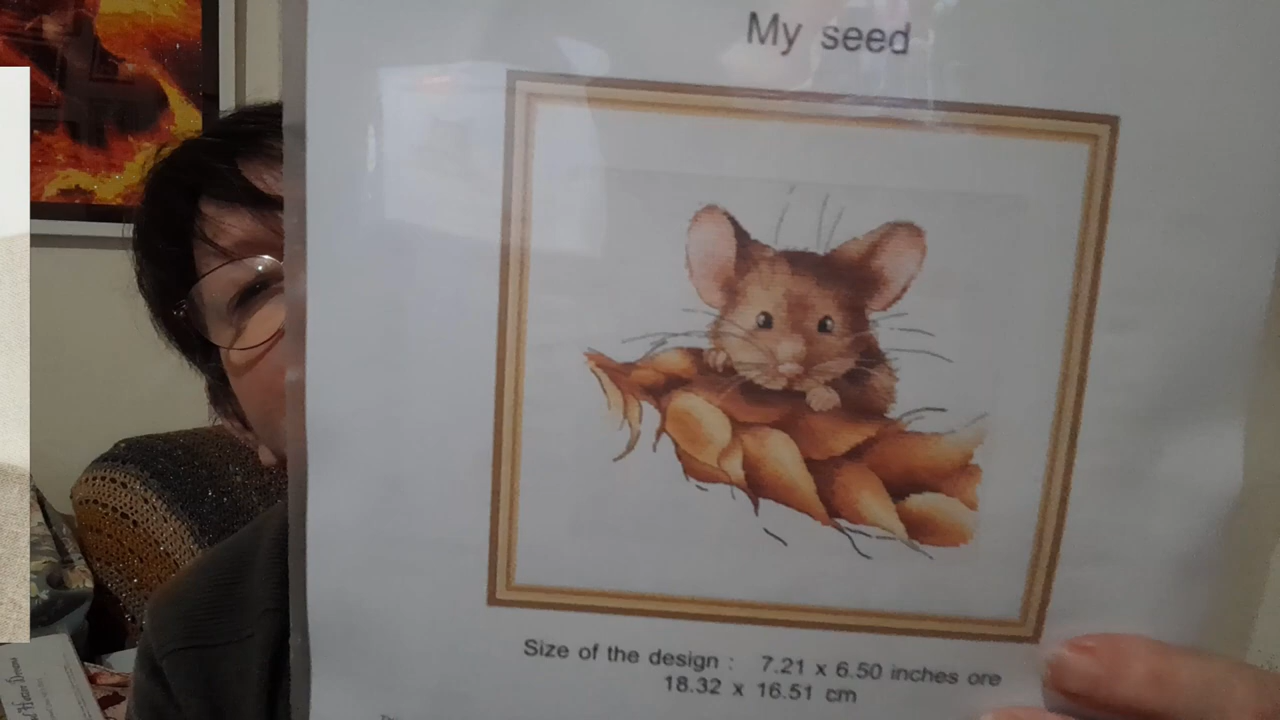 My seed
Size of the design : 7.21 x 6.50 inches ore
18.32 x 16.51 cm